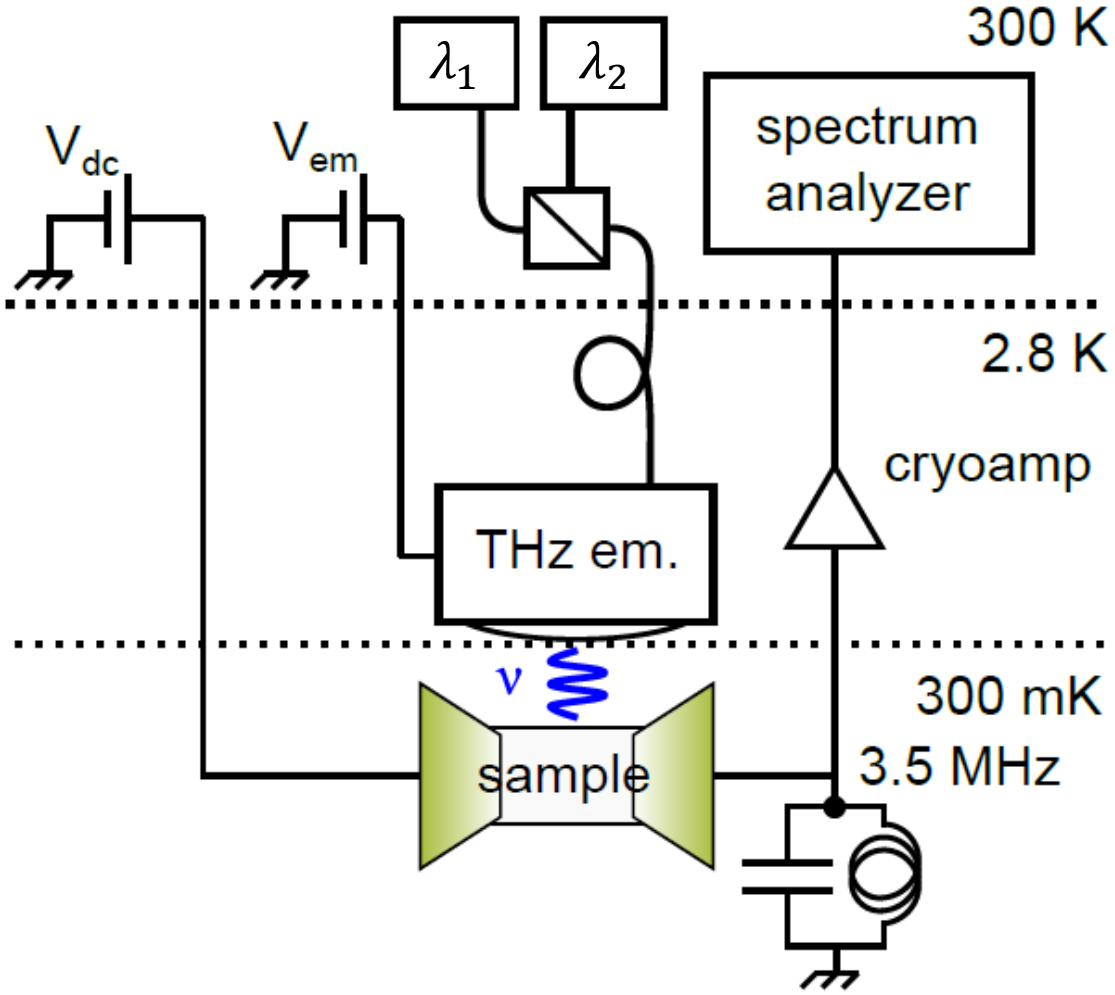 300 K
λ1
λ2
spectrum
analyzer
Vdc
Vem
2.8 K
cryoamp
THz em.
ν
300 mK
3.5 MHz
sample